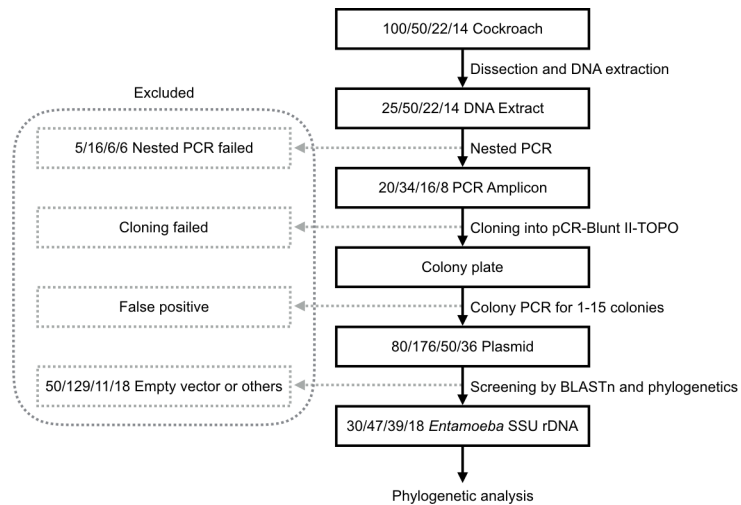 100/50/22/14 Cockroach
Dissection and DNA extraction
Excluded
25/50/22/14 DNA Extract
5/16/6/6 Nested PCR failed
Nested PCR
20/34/16/8 PCR Amplicon
Cloning failed
Cloning into pCR-Blunt II-TOPO
Colony plate
False positive
Colony PCR for 1-15 colonies
80/176/50/36 Plasmid
50/129/11/18 Empty vector or others
Screening by BLASTn and phylogenetics
30/47/39/18 Entamoeba SSU rDNA
Phylogenetic analysis